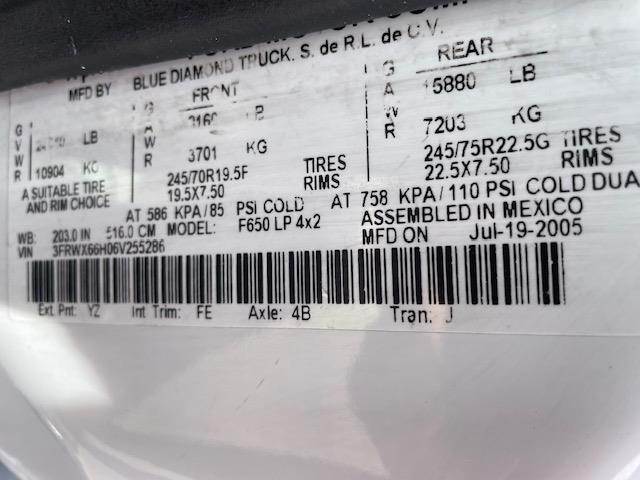 MFD BY BLUE DIAMOND TRUCK. S. de R.L. de C.V.
GVWR FRONT GAWR REAR GAWR
LB LB 15880 LB
10904 KG 3701 KG 7203 KG
A SUITABLE TIRE AND RIM CHOICE
245/70R19.5F TIRES 245/75R22.5G TIRES
19.5X7.50 RIMS 22.5X7.50 RIMS
AT 586 KPA/85 PSI COLD AT 758 KPA/110 PSI COLD DUA
WB: 203.0 IN 516.0 CM MODEL: F650 LP 4x2 ASSEMBLED IN MEXICO
VIN 3FRWX66H06V255286 MFD ON Jul-19-2005
Ext Pnt: YZ Int Trim: FE Axle: 4B Tran: J